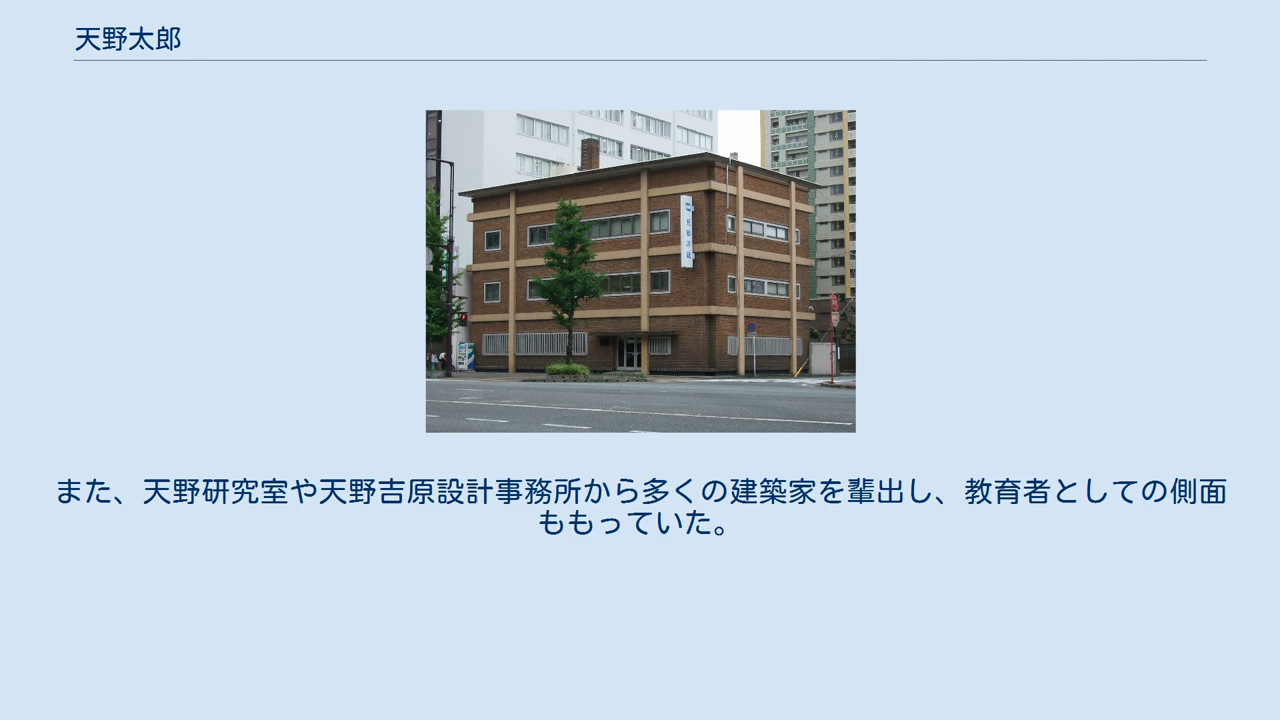 天野太郎
また、天野研究室や天野吉原設計事務所から多くの建築家を輩出し、教育者としての側面
ももっていた。